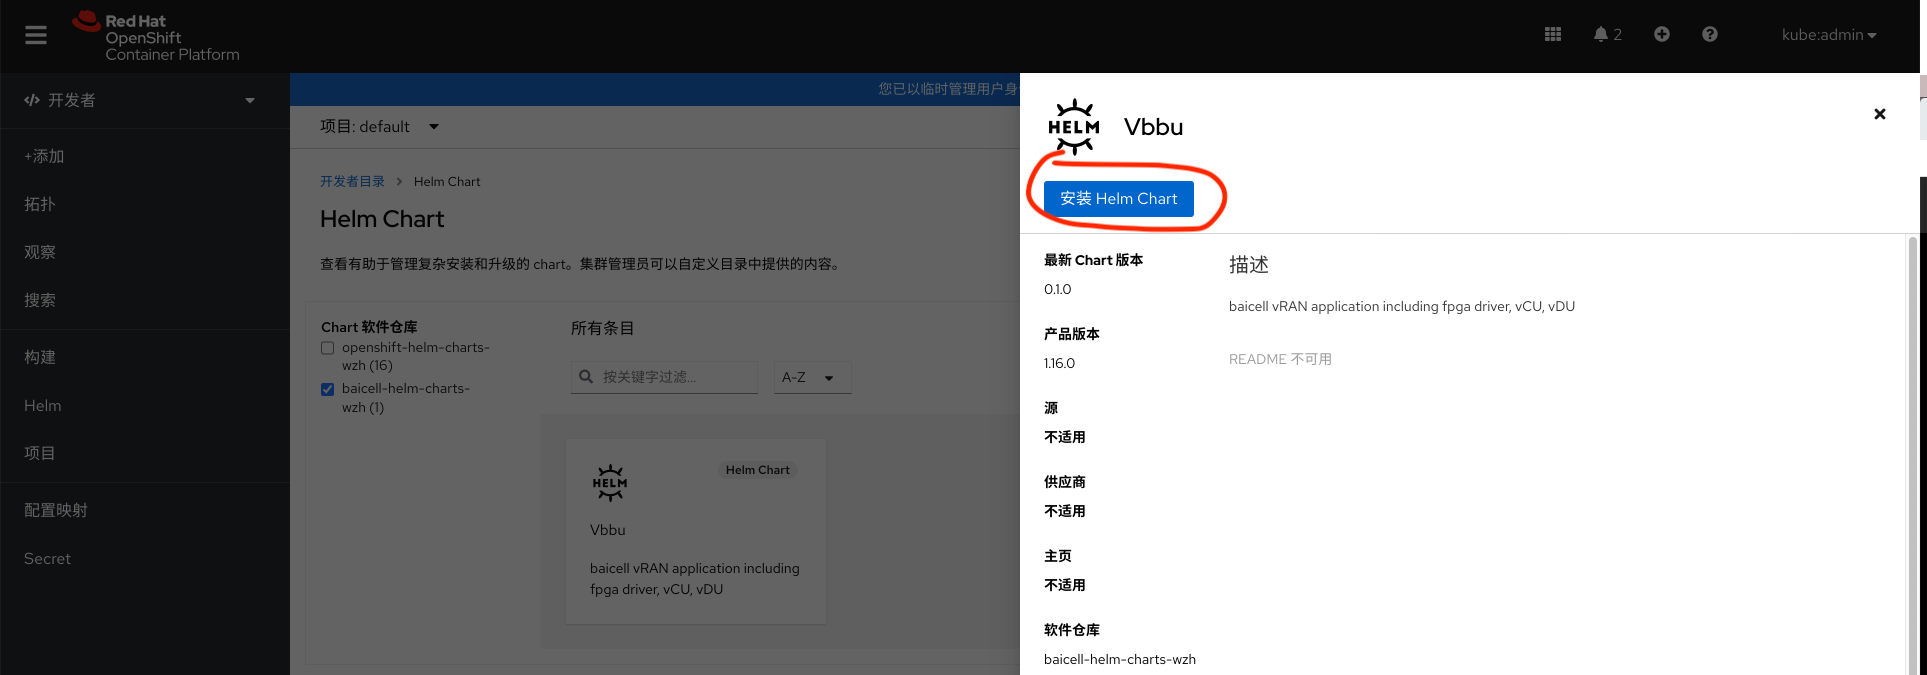 Red Hat
OpenShift
Container Platform
2
kube:admin
开发者
+添加
拓扑
观察
搜索
构建
Helm
项目
配置映射
Secret
您已以临时管理用户身
项目: default
开发者目录 > Helm Chart
Helm Chart
查看有助于管理复杂安装和升级的 chart。集群管理员可以自定义目录中提供的内容。
Chart 软件仓库
openshift-helm-charts-
wzh (16)
baicell-helm-charts-
wzh (1)
所有条目
按关键字过滤...
A-Z
HELM
Helm Chart
Vbbu
baicell vRAN application including
fpga driver, vCU, vDU
HELM
Vbbu
安装 Helm Chart
最新 Chart 版本
0.1.0
产品版本
1.16.0
源
不适用
供应商
不适用
主页
不适用
软件仓库
baicell-helm-charts-wzh
描述
baicell vRAN application including fpga driver, vCU, vDU
README 不可用